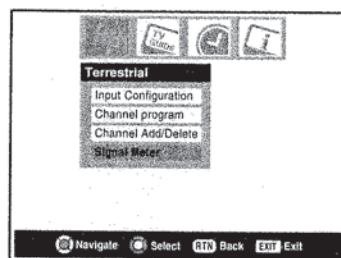 TV
Guide
i
Terrestrial
Input Configuration
Channel program
Channel Add/Delete
Signal Meter
Navigate Select RTN Back EXIT Exit